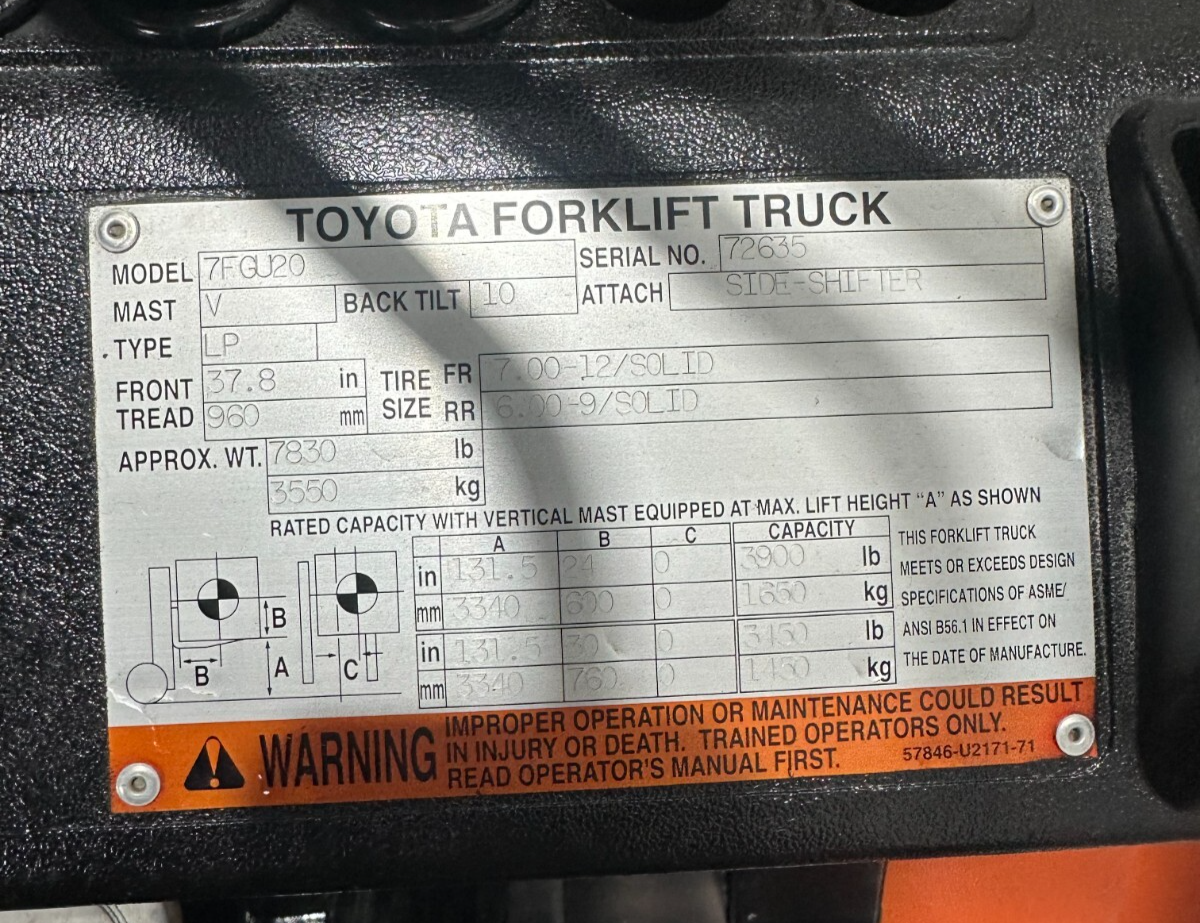 TOYOTA FORKLIFT TRUCK
MODEL 7FGU20 SERIAL NO. 72635
MAST V BACK TILT 10 ATTACH SIDE-SHIFTER
TYPE LP
FRONT TREAD 37.8 in TIRE SIZE FR 7.00-12/SOLID
960 mm RR 6.00-9/SOLID
APPROX. WT. 7830 lb
3550 kg
RATED CAPACITY WITH VERTICAL MAST EQUIPPED AT MAX. LIFT HEIGHT “A” AS SHOWN
A B C CAPACITY
in 131.5 24 0 3900 lb
mm 3340 600 0 1650 kg
in 131.5 30 0 3450 lb
mm 3340 760 0 1450 kg
B
B A C
THIS FORKLIFT TRUCK
MEETS OR EXCEEDS DESIGN
SPECIFICATIONS OF ASME/
ANSI B56.1 IN EFFECT ON
THE DATE OF MANUFACTURE.
WARNING
IMPROPER OPERATION OR MAINTENANCE COULD RESULT
IN INJURY OR DEATH. TRAINED OPERATORS ONLY.
READ OPERATOR'S MANUAL FIRST.
57846-U2171-71